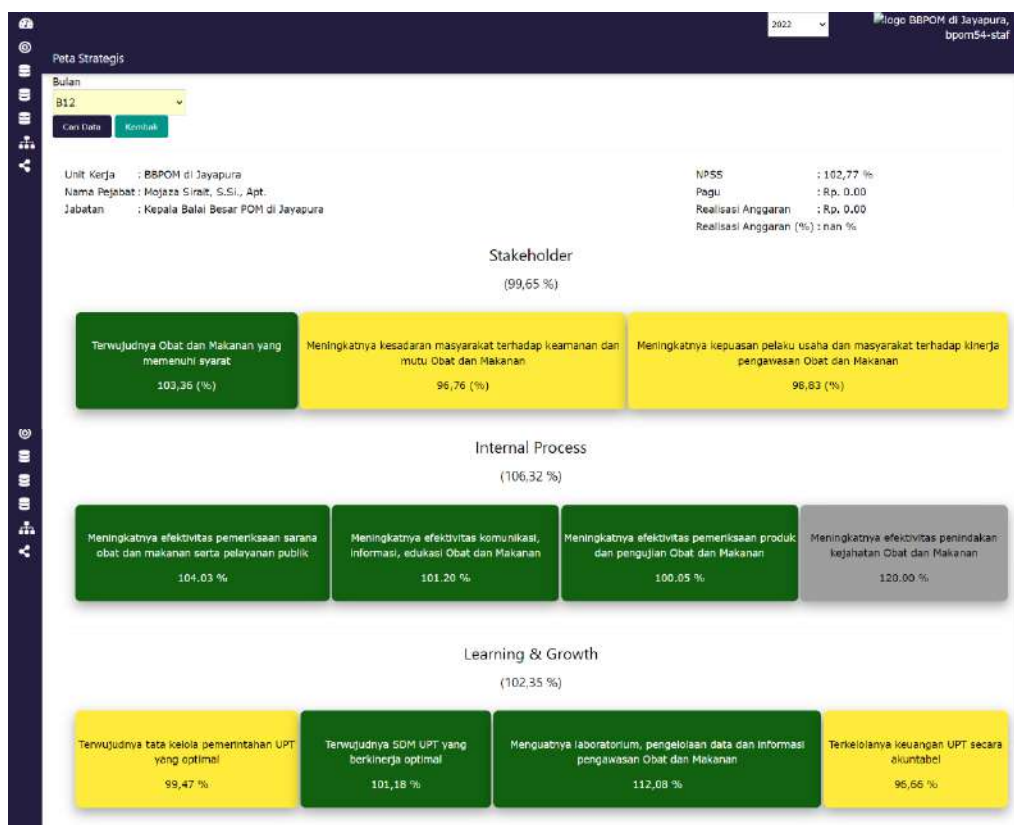 2022
logo BBPOM di Jayapura,
bpom54-staf
Peta Strategis
Bulan
B12
Cari Data
Kembali
Unit Kerja : BBPOM di Jayapura
Nama Pejabat : Mojaza Sirait, S.Si., Apt.
Jabatan : Kepala Balai Besar POM di Jayapura
NPSS : 102,77 %
Pagu : Rp. 0.00
Realisasi Anggaran : Rp. 0.00
Realisasi Anggaran (%) : nan %
Stakeholder
(99,65 %)
Terwujudnya Obat dan Makanan yang
memenuhi syarat
103,36 (%)
Meningkatnya kesadaran masyarakat terhadap keamanan dan
mutu Obat dan Makanan
96,76 (%)
Meningkatnya kepuasan pelaku usaha dan masyarakat terhadap kinerja
pengawasan Obat dan Makanan
98,83 (%)
Internal Process
(106,32 %)
Meningkatnya efektivitas pemeriksaan sarana
obat dan makanan serta pelayanan publik
104.03 %
Meningkatnya efektivitas komunikasi,
informasi, edukasi Obat dan Makanan
101.20 %
Meningkatnya efektivitas pemeriksaan produk
dan pengujian Obat dan Makanan
100.05 %
Meningkatnya efektivitas penindakan
kejahatan Obat dan Makanan
120.00 %
Learning & Growth
(102,35 %)
Terwujudnya tata kelola pemerintahan UPT
yang optimal
99,47 %
Terwujudnya SDM UPT yang
berkinerja optimal
101,18 %
Menguatnya laboratorium, pengelolaan data dan informasi
pengawasan Obat dan Makanan
112,08 %
Terkelolanya keuangan UPT secara
akuntabel
96,66 %